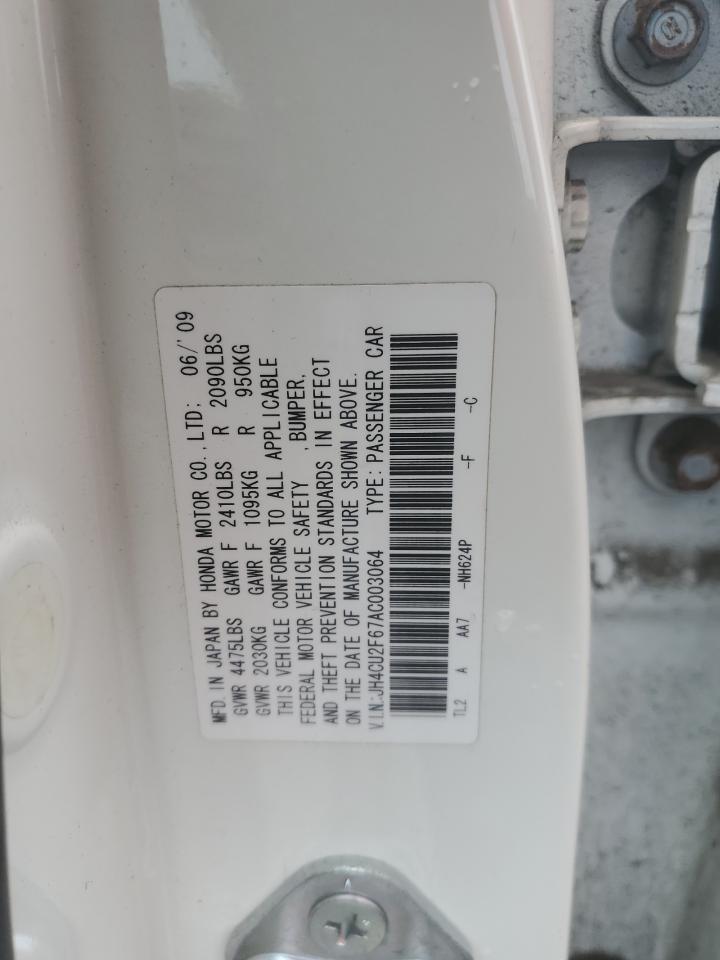 MFD. IN JAPAN BY HONDA MOTOR CO., LTD; 06/'09
GVWR 4475LBS GAWR F 2410LBS R 2090LBS
GVWR 2030KG GAWR F 1095KG R 950KG
THIS VEHICLE CONFORMS TO ALL APPLICABLE
FEDERAL MOTOR VEHICLE SAFETY , BUMPER,
AND THEFT PREVENTION STANDARDS IN EFFECT
ON THE DATE OF MANUFACTURE SHOWN ABOVE.
V.I.N.:JH4CU2F67AC003064 TYPE: PASSENGER CAR
TL2 A AA7 -NH624P -F -C